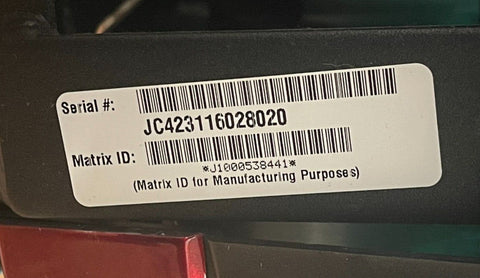 Serial #:
JC423116028020
Matrix ID:
*J1000538441*
(Matrix ID for Manufacturing Purposes)